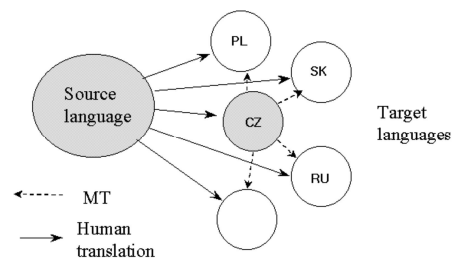 PL
SK
Source
language
CZ
Target
languages
RU
MT
Human
translation